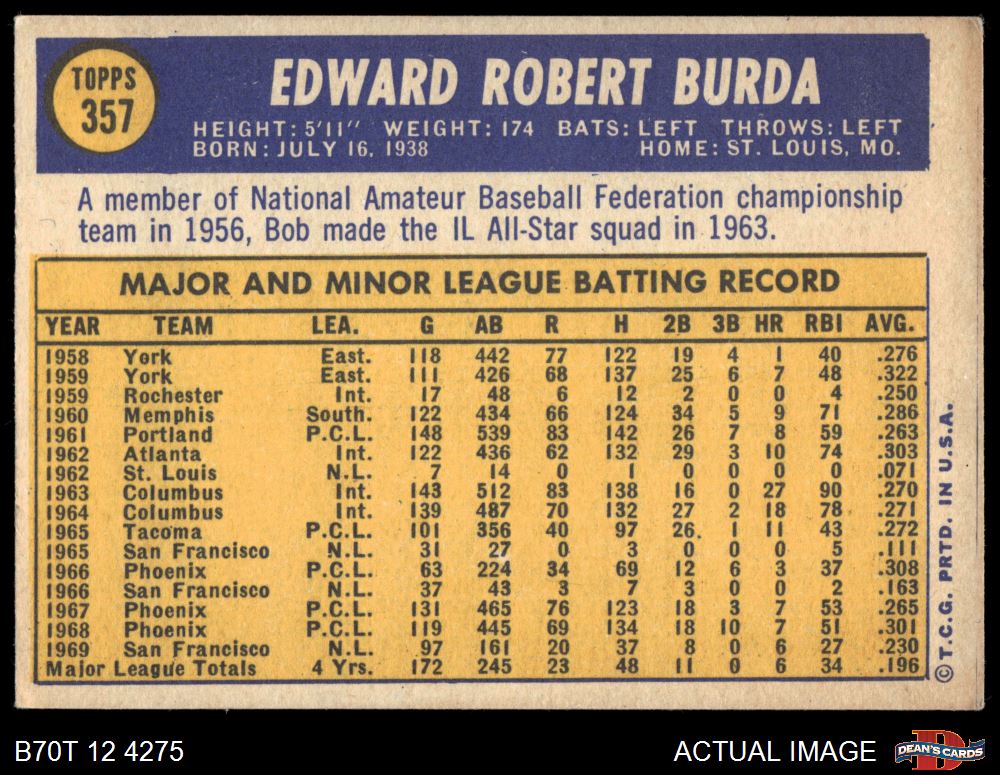 TOPPS
357
EDWARD ROBERT BURDA
HEIGHT: 5'11" WEIGHT: 174 BATS: LEFT THROWS: LEFT
BORN: JULY 16, 1938 HOME: ST. LOUIS, MO.
A member of National Amateur Baseball Federation championship
team in 1956, Bob made the IL All-Star squad in 1963.
MAJOR AND MINOR LEAGUE BATTING RECORD
YEAR TEAM LEA. G AB R H 2B 3B HR RBI AVG.
1958 York East. 118 442 77 122 19 4 1 40 .276
1959 York East. 111 426 68 137 25 6 7 48 .322
1959 Rochester Int. 17 48 6 12 2 0 0 4 .250
1960 Memphis South. 122 434 66 124 34 5 9 71 .286
1961 Portland P.C.L. 148 539 83 142 26 7 8 59 .263
1962 Atlanta Int. 122 436 62 132 29 3 10 74 .303
1962 St. Louis N.L. 7 14 0 1 0 0 0 0 .071
1963 Columbus Int. 143 512 83 138 16 0 27 90 .270
1964 Columbus Int. 139 487 70 132 27 2 18 78 .271
1965 Tacoma P.C.L. 101 356 40 97 26 1 11 43 .272
1965 San Francisco N.L. 31 27 0 3 0 0 0 5 .111
1966 Phoenix P.C.L. 63 224 34 69 12 6 3 37 .308
1966 San Francisco N.L. 37 43 3 7 3 0 0 2 .163
1967 Phoenix P.C.L. 131 465 76 123 18 3 7 53 .265
1968 Phoenix P.C.L. 119 445 69 134 18 10 7 51 .301
1969 San Francisco N.L. 97 161 20 37 8 0 6 27 .230
Major League Totals 4 Yrs. 172 245 23 48 11 0 6 34 .196
© T.C.G. PRTD. IN U.S.A.
B70T 12 4275
ACTUAL IMAGE
DEAN'S CARDS